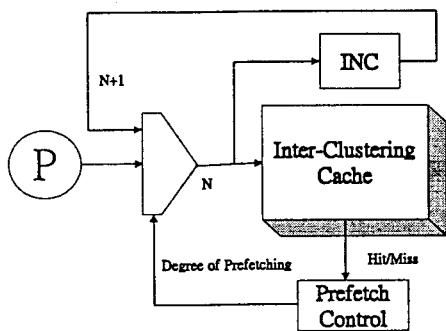 INC
N+1
P
N
Inter-Clustering
Cache
Degree of Prefetching
Hit/Miss
Prefetch
Control